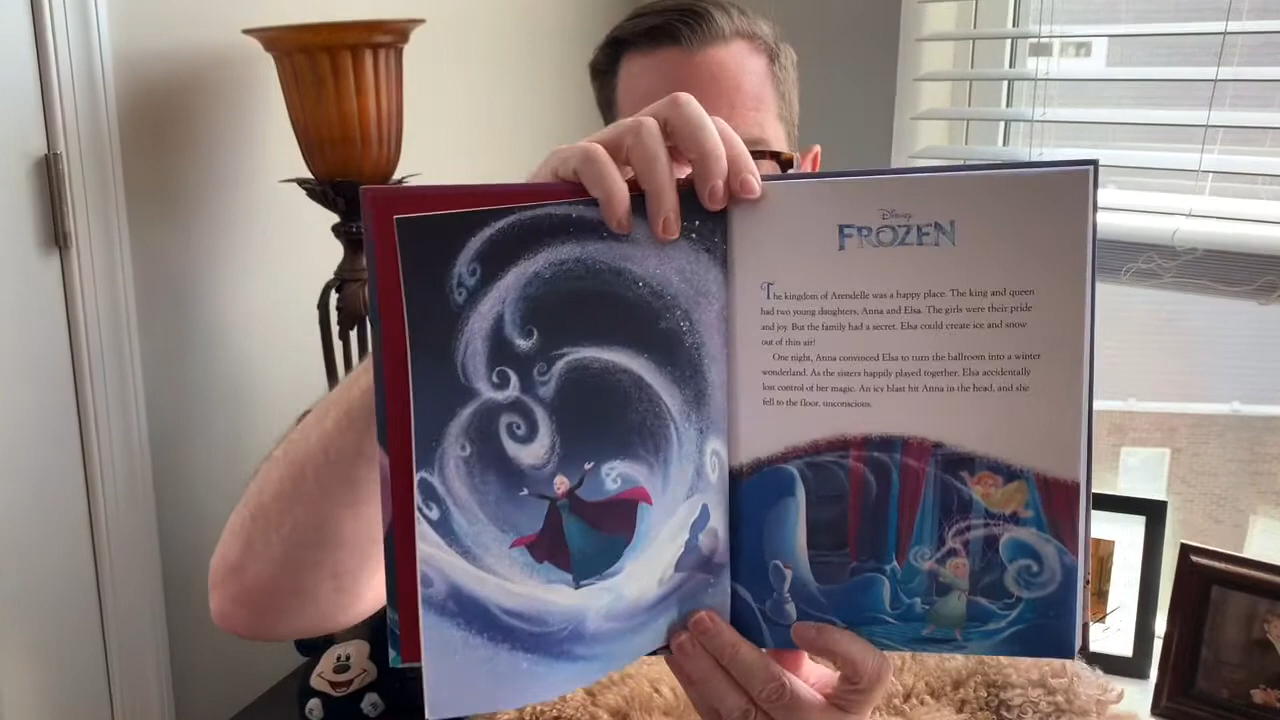 Disney
FROZEN
The kingdom of Arendelle was a happy place. The king and queen
had two young daughters, Anna and Elsa. The girls were their pride
and joy. But the family had a secret. Elsa could create ice and snow
out of thin air!
One night, Anna convinced Elsa to turn the ballroom into a winter
wonderland. As the sisters happily played together, Elsa accidentally
lost control of her magic. An icy blast hit Anna in the head, and she
fell to the floor, unconscious.